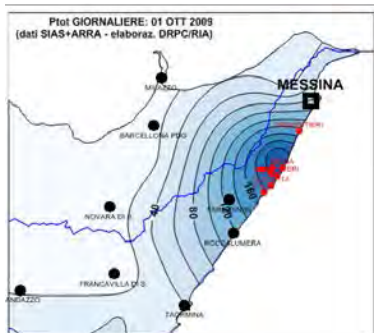 Ptot GIORNALIERE: 01 OTT 2009
(dati SIAS+ARRA - elaboraz. DRPC/RIA)
MESSINA
MILAZZO
BARCELLONA PDG
160
120
80
40
NOVARA DI S.
ROCCALUMERA
FRANCAVILLA DI S.
TAORMINA